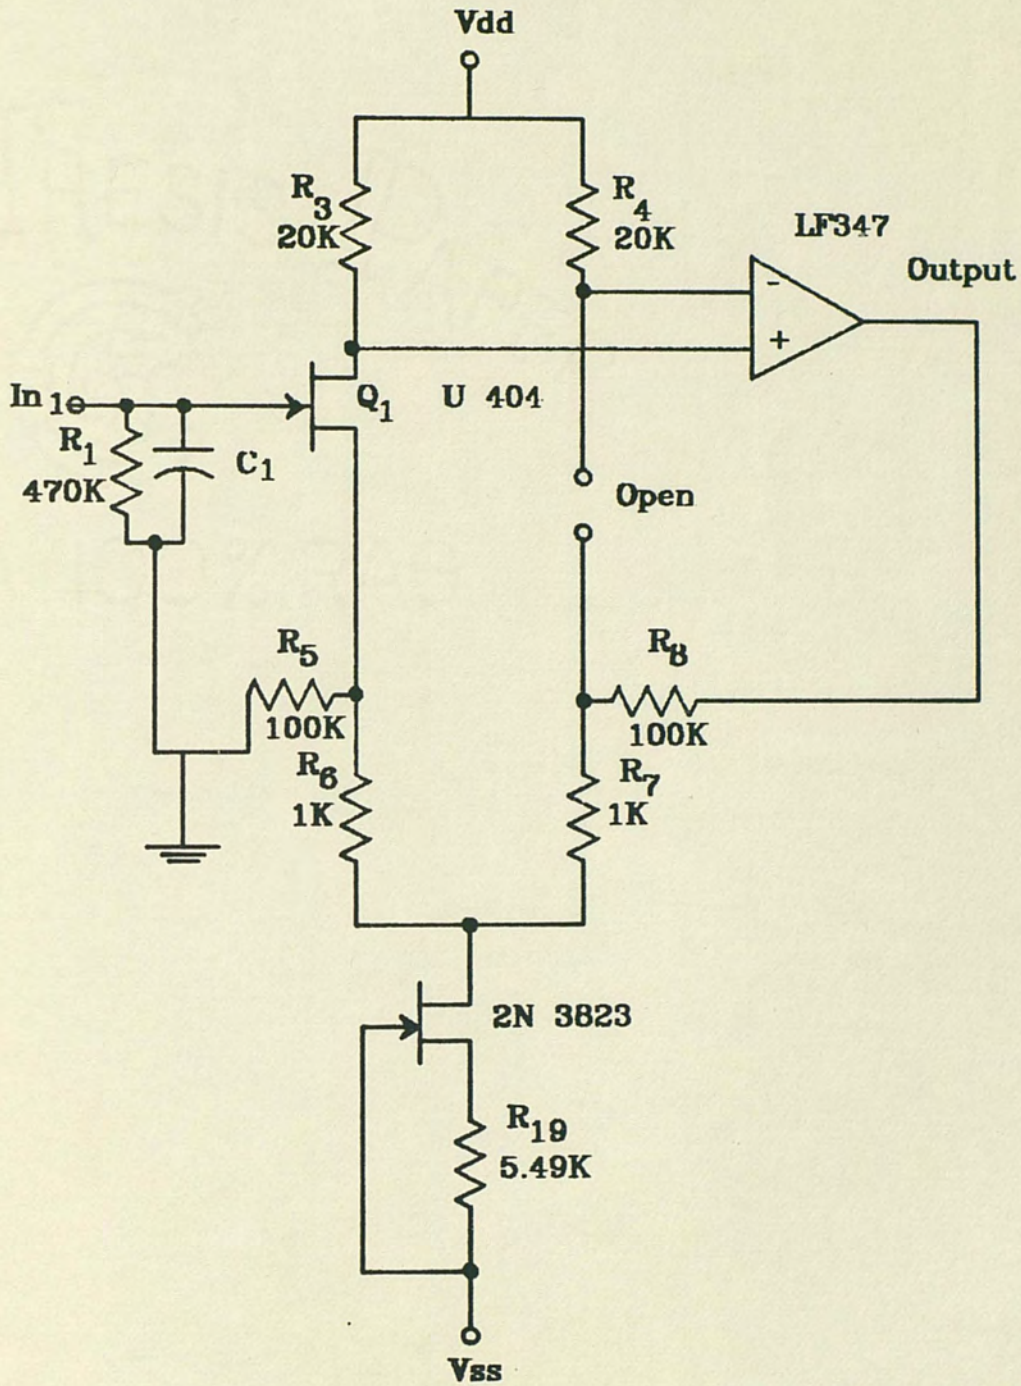 Vdd
R3
20K
R4
20K
LF347
Output
-
+
In 1
Q1
U 404
R1
470K
C1
Open
R5
100K
R8
100K
R6
1K
R7
1K
2N 3823
R19
5.49K
Vss